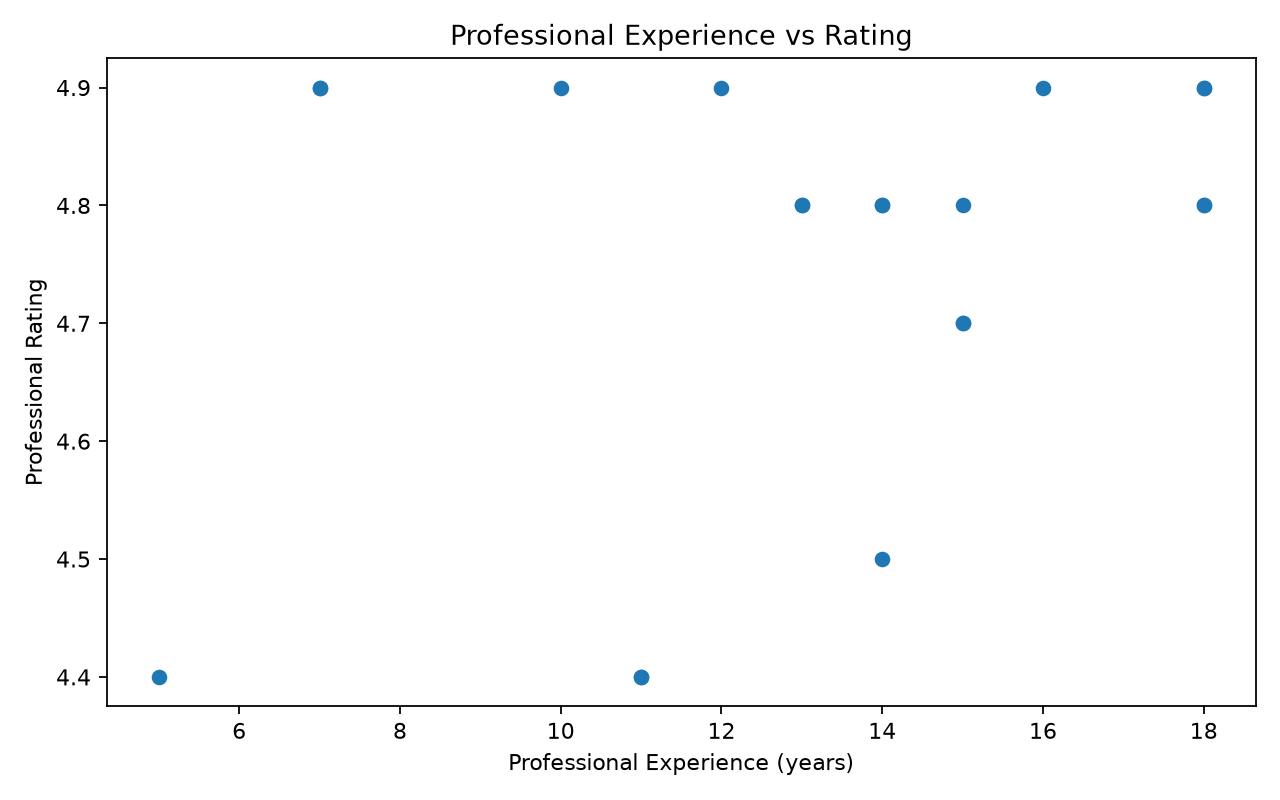 Professional Experience vs Rating
Professional Rating
4.9
4.8
4.7
4.6
4.5
4.4
6 8 10 12 14 16 18
Professional Experience (years)